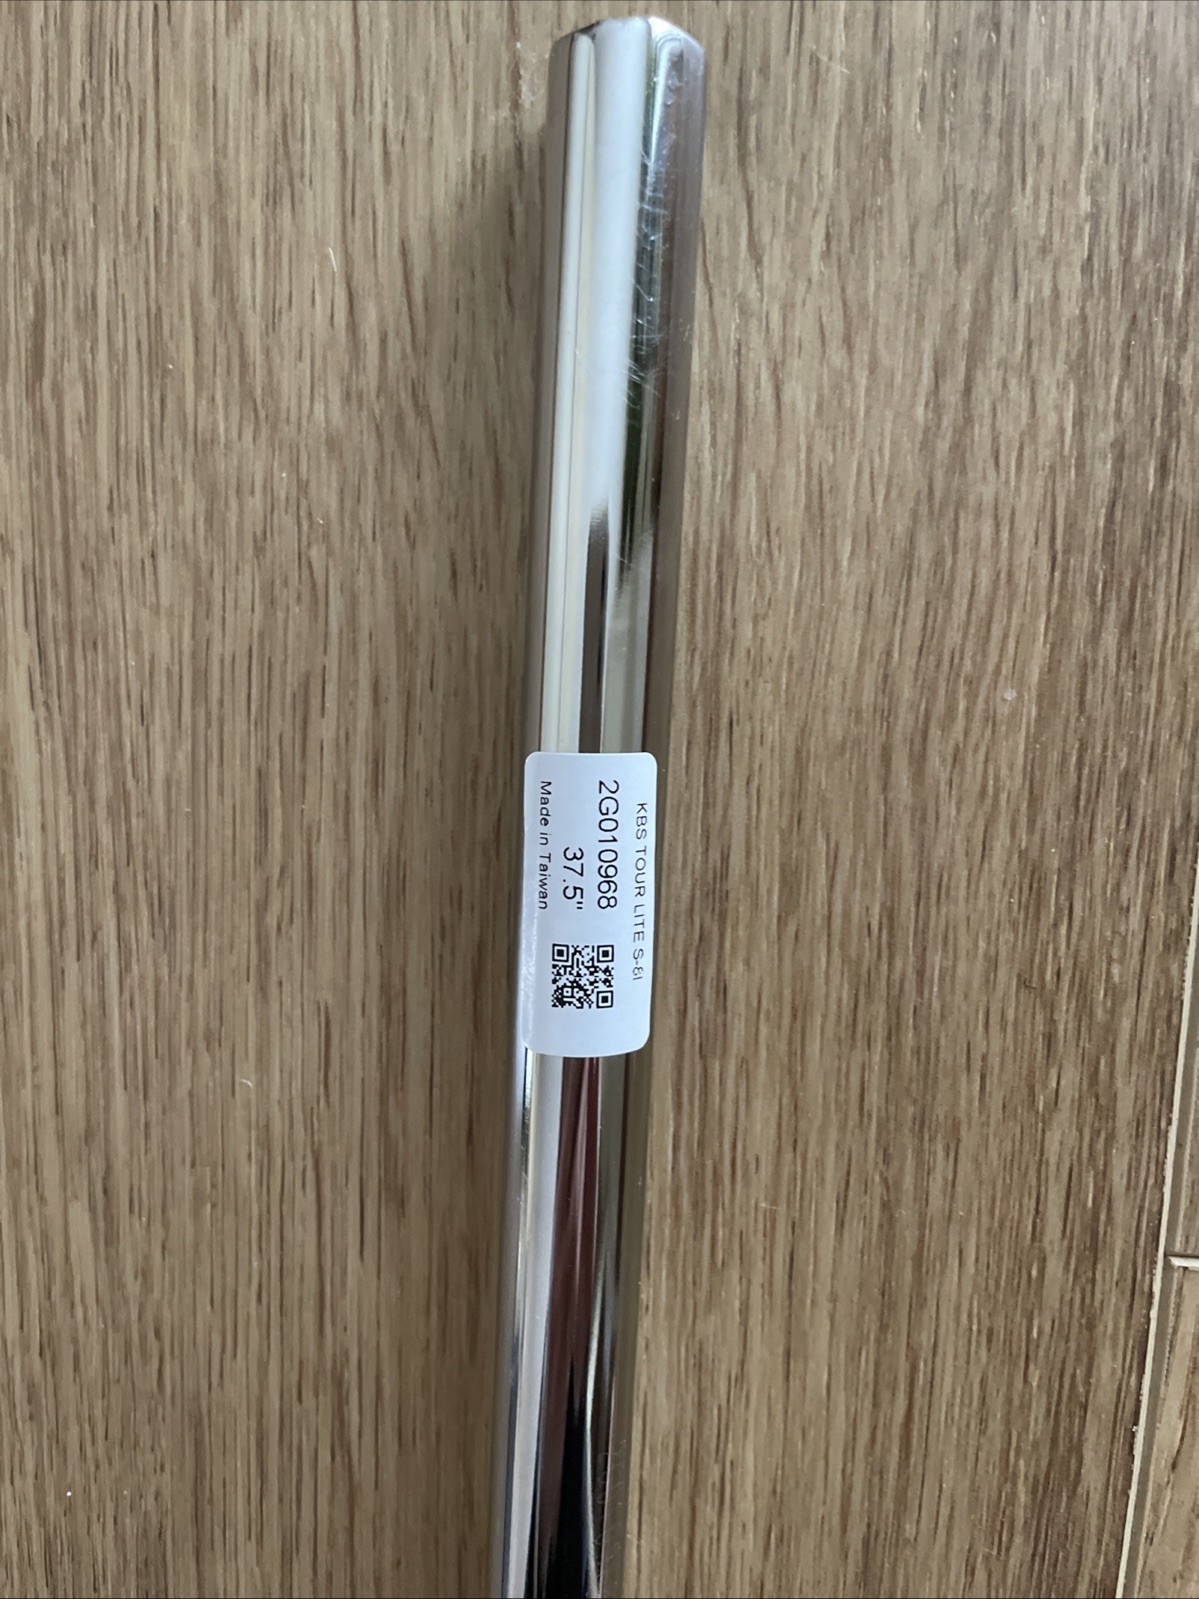 KBS TOUR LITE S-8I
2G010968
37.5"
Made in Taiwan